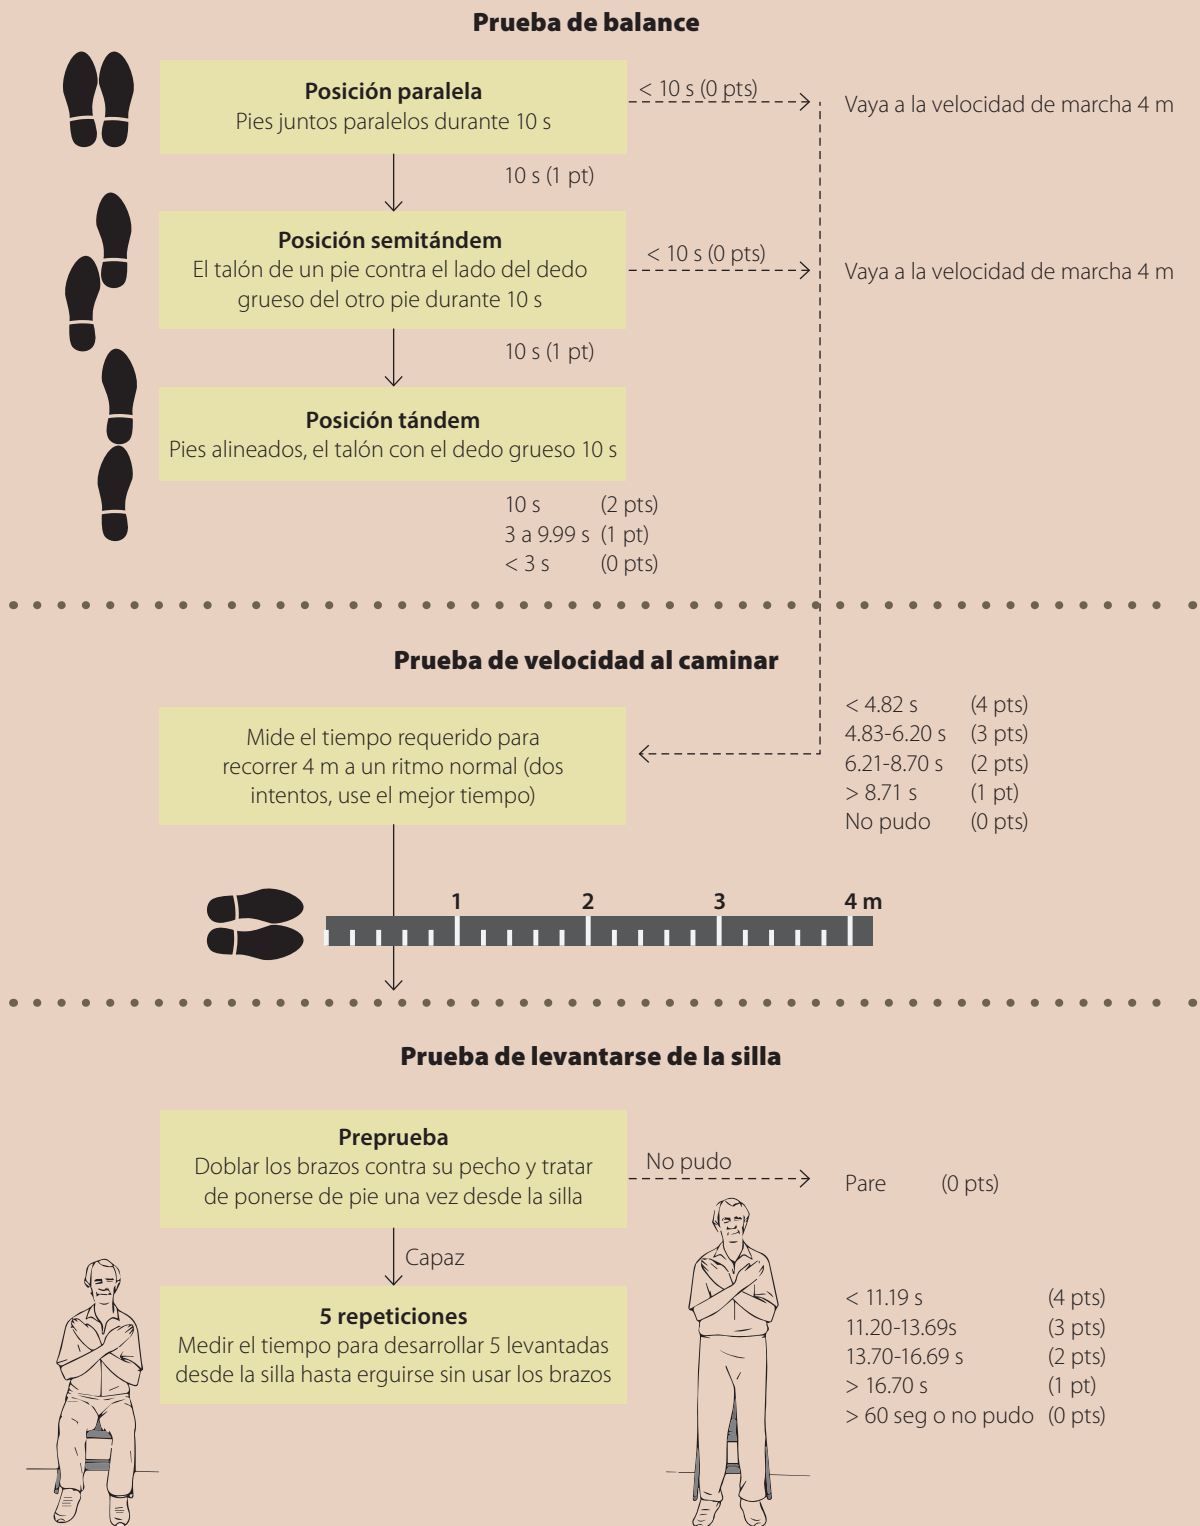 Prueba de balance
Posición paralela
Pies juntos paralelos durante 10 s
< 10 s (0 pts)
Vaya a la velocidad de marcha 4 m
10 s (1 pt)
Posición semitándem
El talón de un pie contra el lado del dedo
grueso del otro pie durante 10 s
< 10 s (0 pts)
Vaya a la velocidad de marcha 4 m
10 s (1 pt)
Posición tándem
Pies alineados, el talón con el dedo grueso 10 s
10 s (2 pts)
3 a 9.99 s (1 pt)
< 3 s (0 pts)
Prueba de velocidad al caminar
Mide el tiempo requerido para
recorrer 4 m a un ritmo normal (dos
intentos, use el mejor tiempo)
< 4.82 s (4 pts)
4.83-6.20 s (3 pts)
6.21-8.70 s (2 pts)
> 8.71 s (1 pt)
No pudo (0 pts)
1 2 3 4 m
Prueba de levantarse de la silla
Preprueba
Doblar los brazos contra su pecho y tratar
de ponerse de pie una vez desde la silla
No pudo
Pare (0 pts)
Capaz
5 repeticiones
Medir el tiempo para desarrollar 5 levantadas
desde la silla hasta erguirse sin usar los brazos
< 11.19 s (4 pts)
11.20-13.69s (3 pts)
13.70-16.69 s (2 pts)
> 16.70 s (1 pt)
> 60 seg o no pudo (0 pts)